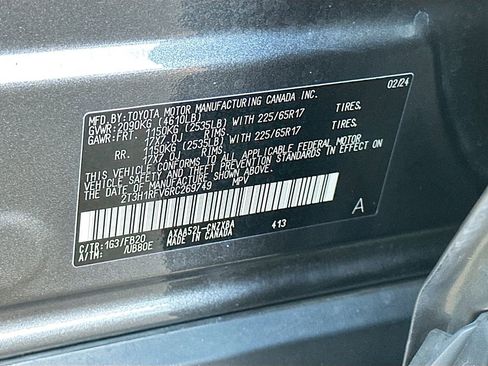 MFD.BY:TOYOTA MOTOR MANUFACTURING CANADA INC. 02/24
GVWR:2090KG (4610LB)
GAWR:FRT. 1150KG (2535LB) WITH 225/65R17 TIRES.
17X7.0J RIMS
RR. 1150KG (2535LB) WITH 225/65R17 TIRES.
17X7.0J RIMS
THIS VEHICLE CONFORMS TO ALL APPLICABLE FEDERAL MOTOR
VEHICLE SAFETY AND THEFT PREVENTION STANDARDS IN EFFECT ON
THE DATE OF MANUFACTURE SHOWN ABOVE.
2T3H1RFV6RC269749 MPV
A
C/TR:1G3/FB20 AXAA52L-CNZXBA 413
A/TM: /UB80E MADE IN CANADA